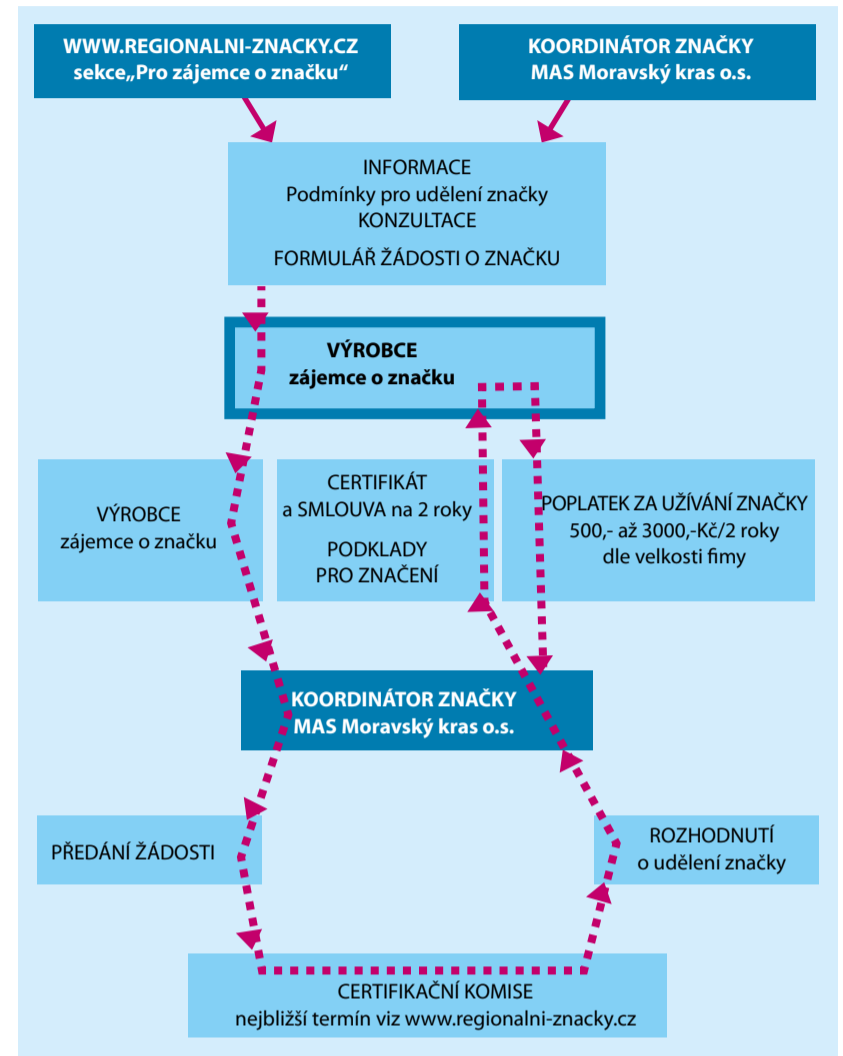 WWW.REGIONALNI-ZNACKY.CZ
sekce„Pro zájemce o značku“
KOORDINÁTOR ZNAČKY
MAS Moravský kras o.s.
INFORMACE
Podmínky pro udělení značky
KONZULTACE
FORMULÁŘ ŽÁDOSTI O ZNAČKU
VÝROBCE
zájemce o značku
VÝROBCE
zájemce o značku
CERTIFIKÁT
a SMLOUVA na 2 roky
PODKLADY
PRO ZNAČENÍ
POPLATEK ZA UŽÍVÁNÍ ZNAČKY
500,- až 3000,-Kč/2 roky
dle velkosti fimy
KOORDINÁTOR ZNAČKY
MAS Moravský kras o.s.
PŘEDÁNÍ ŽÁDOSTI
ROZHODNUTÍ
o udělení značky
CERTIFIKAČNÍ KOMISE
nejbližší termín viz www.regionalni-znacky.cz